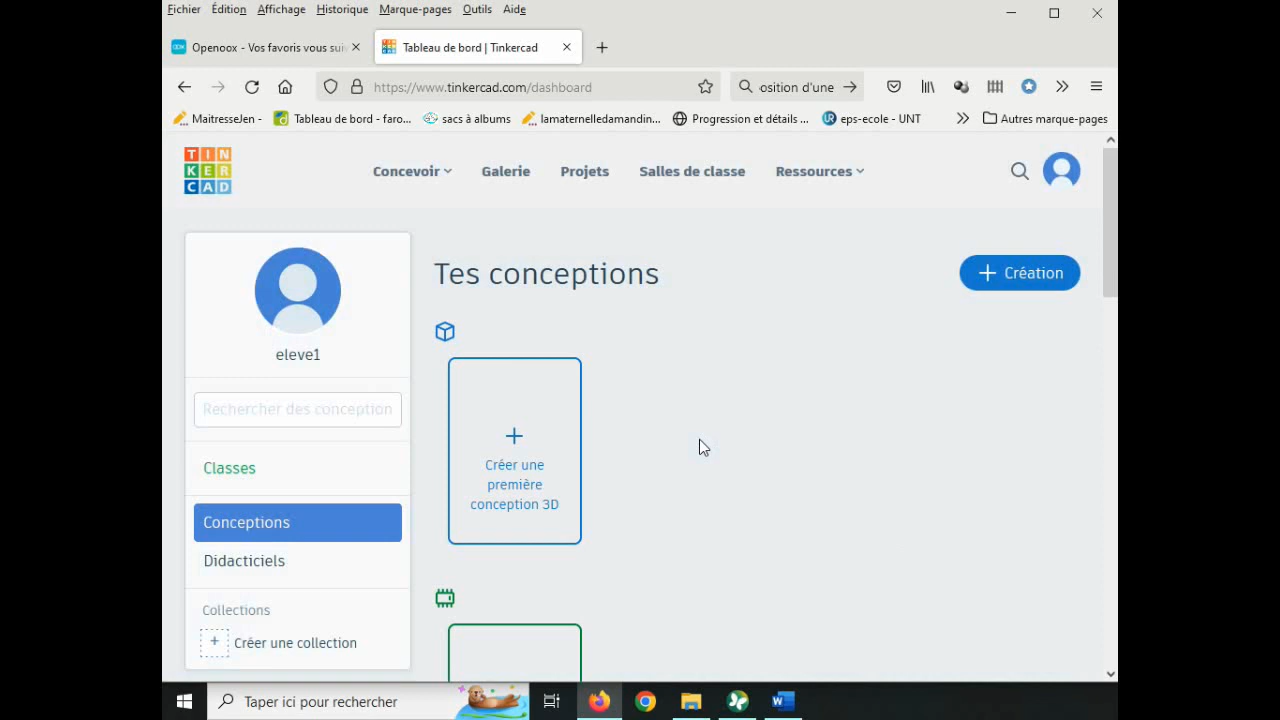 Fichier Édition Affichage Historique Marque-pages Outils Aide
Openoox - Vos favoris vous sui
Tableau de bord | Tinkercad
https://www.tinkercad.com/dashboard
osition d'une
MaitresseJen -
Tableau de bord - faro...
sacs à albums
lamaternelledamandin...
Progression et détails ...
eps-ecole - UNT
Autres marque-pages
TIN
KER
CAD
Concevoir
Galerie
Projets
Salles de classe
Ressources
eleve1
Rechercher des conception
Classes
Conceptions
Didacticiels
Collections
+ Créer une collection
Tes conceptions
+ Création
+
Créer une
première
conception 3D
Taper ici pour rechercher